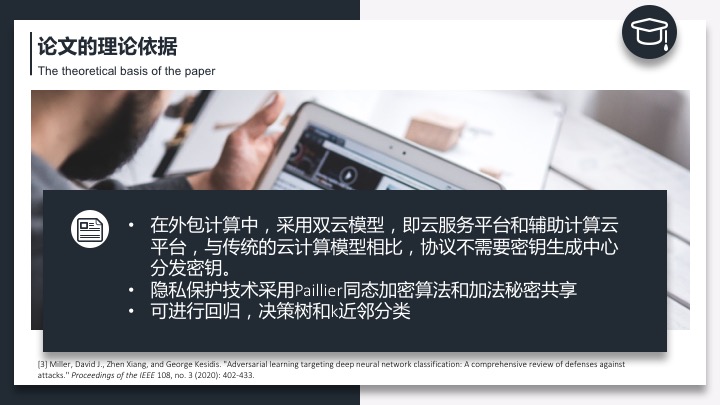 论文的理论依据
The theoretical basis of the paper
• 在外包计算中，采用双云模型，即云服务平台和辅助计算云
平台，与传统的云计算模型相比，协议不需要密钥生成中心
分发密钥。
• 隐私保护技术采用Paillier同态加密算法和加法秘密共享
• 可进行回归，决策树和k近邻分类
[3] Miller, David J., Zhen Xiang, and George Kesidis. "Adversarial learning targeting deep neural network classification: A comprehensive review of defenses against
attacks." Proceedings of the IEEE 108, no. 3 (2020): 402-433.